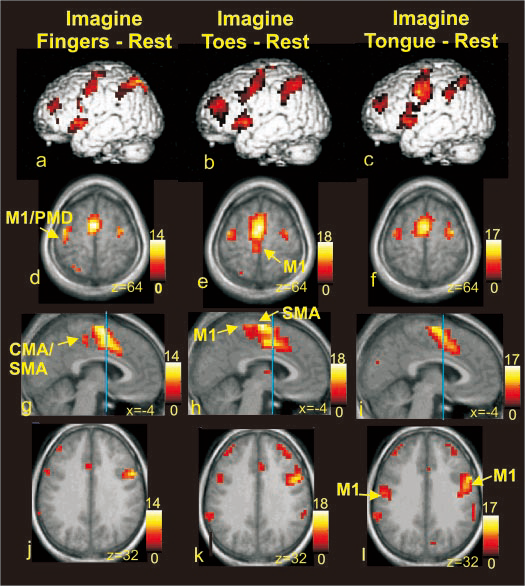 Imagine Fingers - Rest
Imagine Toes - Rest
Imagine Tongue - Rest
a
b
c
M1/PMD
14
0
d
z=64
18
0
e
M1
z=64
17
0
f
z=64
CMA/
SMA
14
0
g
x=-4
M1
SMA
18
0
h
x=-4
17
0
i
x=-4
14
0
j
z=32
18
0
k
z=32
M1
M1
17
0
l
z=32